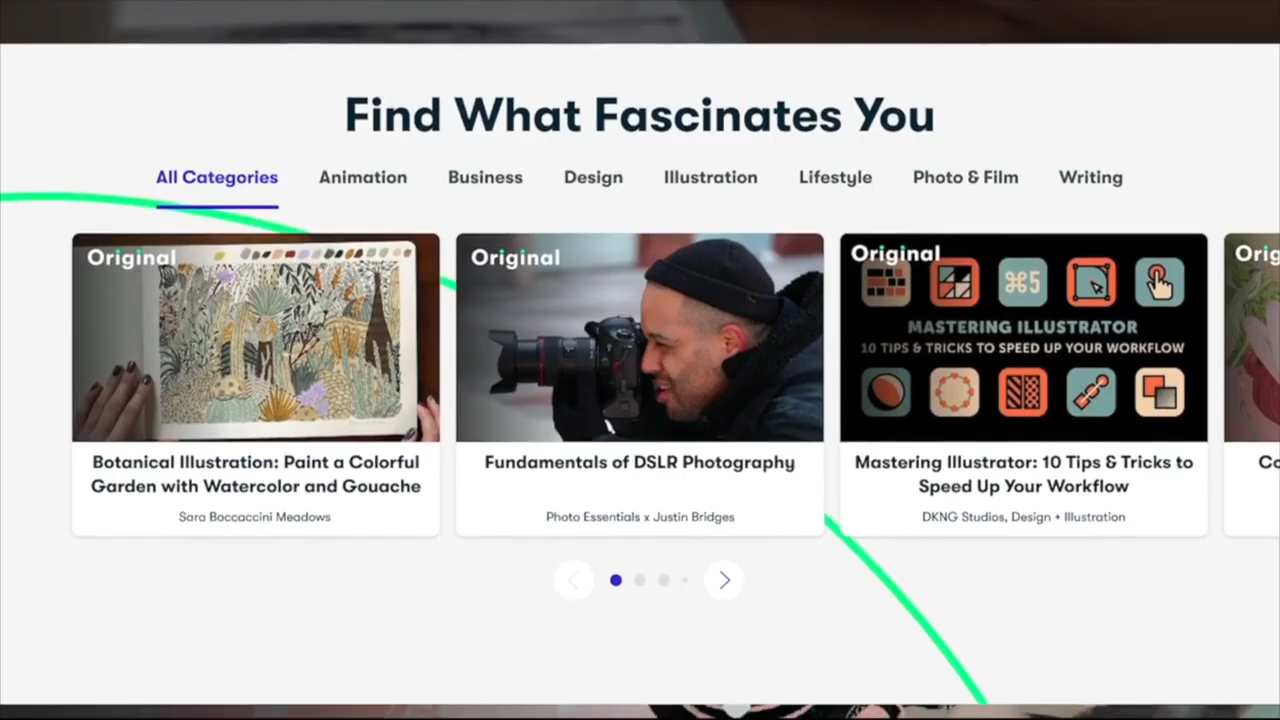 Find What Fascinates You
All Categories
Animation
Business
Design
Illustration
Lifestyle
Photo & Film
Writing
Original
Botanical Illustration: Paint a Colorful
Garden with Watercolor and Gouache
Sara Boccaccini Meadows
Original
Fundamentals of DSLR Photography
Photo Essentials x Justin Bridges
Original
⌘5
MASTERING ILLUSTRATOR
10 TIPS & TRICKS TO SPEED UP YOUR WORKFLOW
Mastering Illustrator: 10 Tips & Tricks to
Speed Up Your Workflow
DKNG Studios, Design + Illustration
Orig
Co